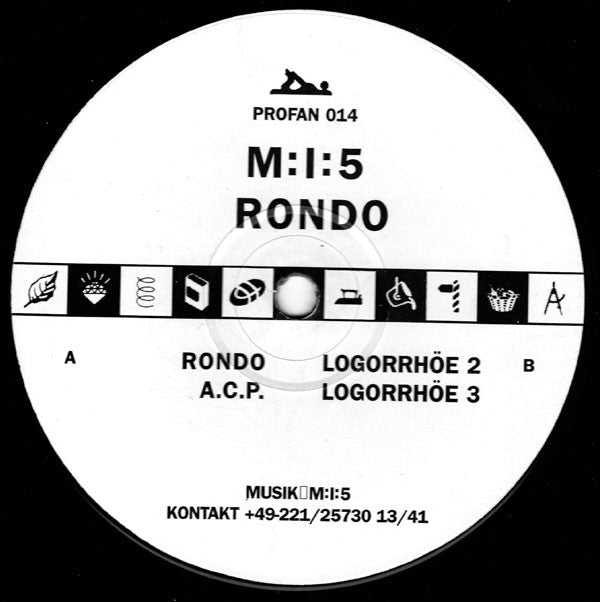 PROFAN 014
M:I:5
RONDO
A
RONDO
LOGORRHÖE 2
B
A.C.P.
LOGORRHÖE 3
MUSIK▯M:I:5
KONTAKT +49-221/25730 13/41